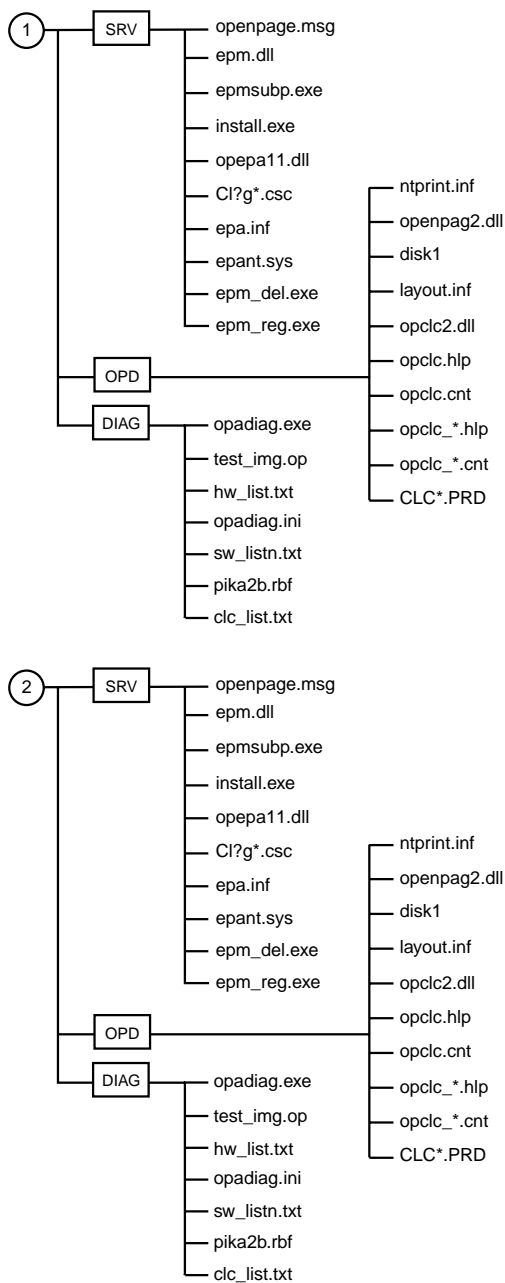 1
SRV
openpage.msg
epm.dll
epmsubp.exe
install.exe
opepa11.dll
Cl?g*.csc
epa.inf
epant.sys
epm_del.exe
epm_reg.exe
OPD
ntprint.inf
openpag2.dll
disk1
layout.inf
opclc2.dll
opclc.hlp
opclc.cnt
opclc_*.hlp
opclc_*.cnt
CLC*.PRD
DIAG
opadiag.exe
test_img.op
hw_list.txt
opadiag.ini
sw_listn.txt
pika2b.rbf
clc_list.txt
2
SRV
openpage.msg
epm.dll
epmsubp.exe
install.exe
opepa11.dll
Cl?g*.csc
epa.inf
epant.sys
epm_del.exe
epm_reg.exe
OPD
ntprint.inf
openpag2.dll
disk1
layout.inf
opclc2.dll
opclc.hlp
opclc.cnt
opclc_*.hlp
opclc_*.cnt
CLC*.PRD
DIAG
opadiag.exe
test_img.op
hw_list.txt
opadiag.ini
sw_listn.txt
pika2b.rbf
clc_list.txt